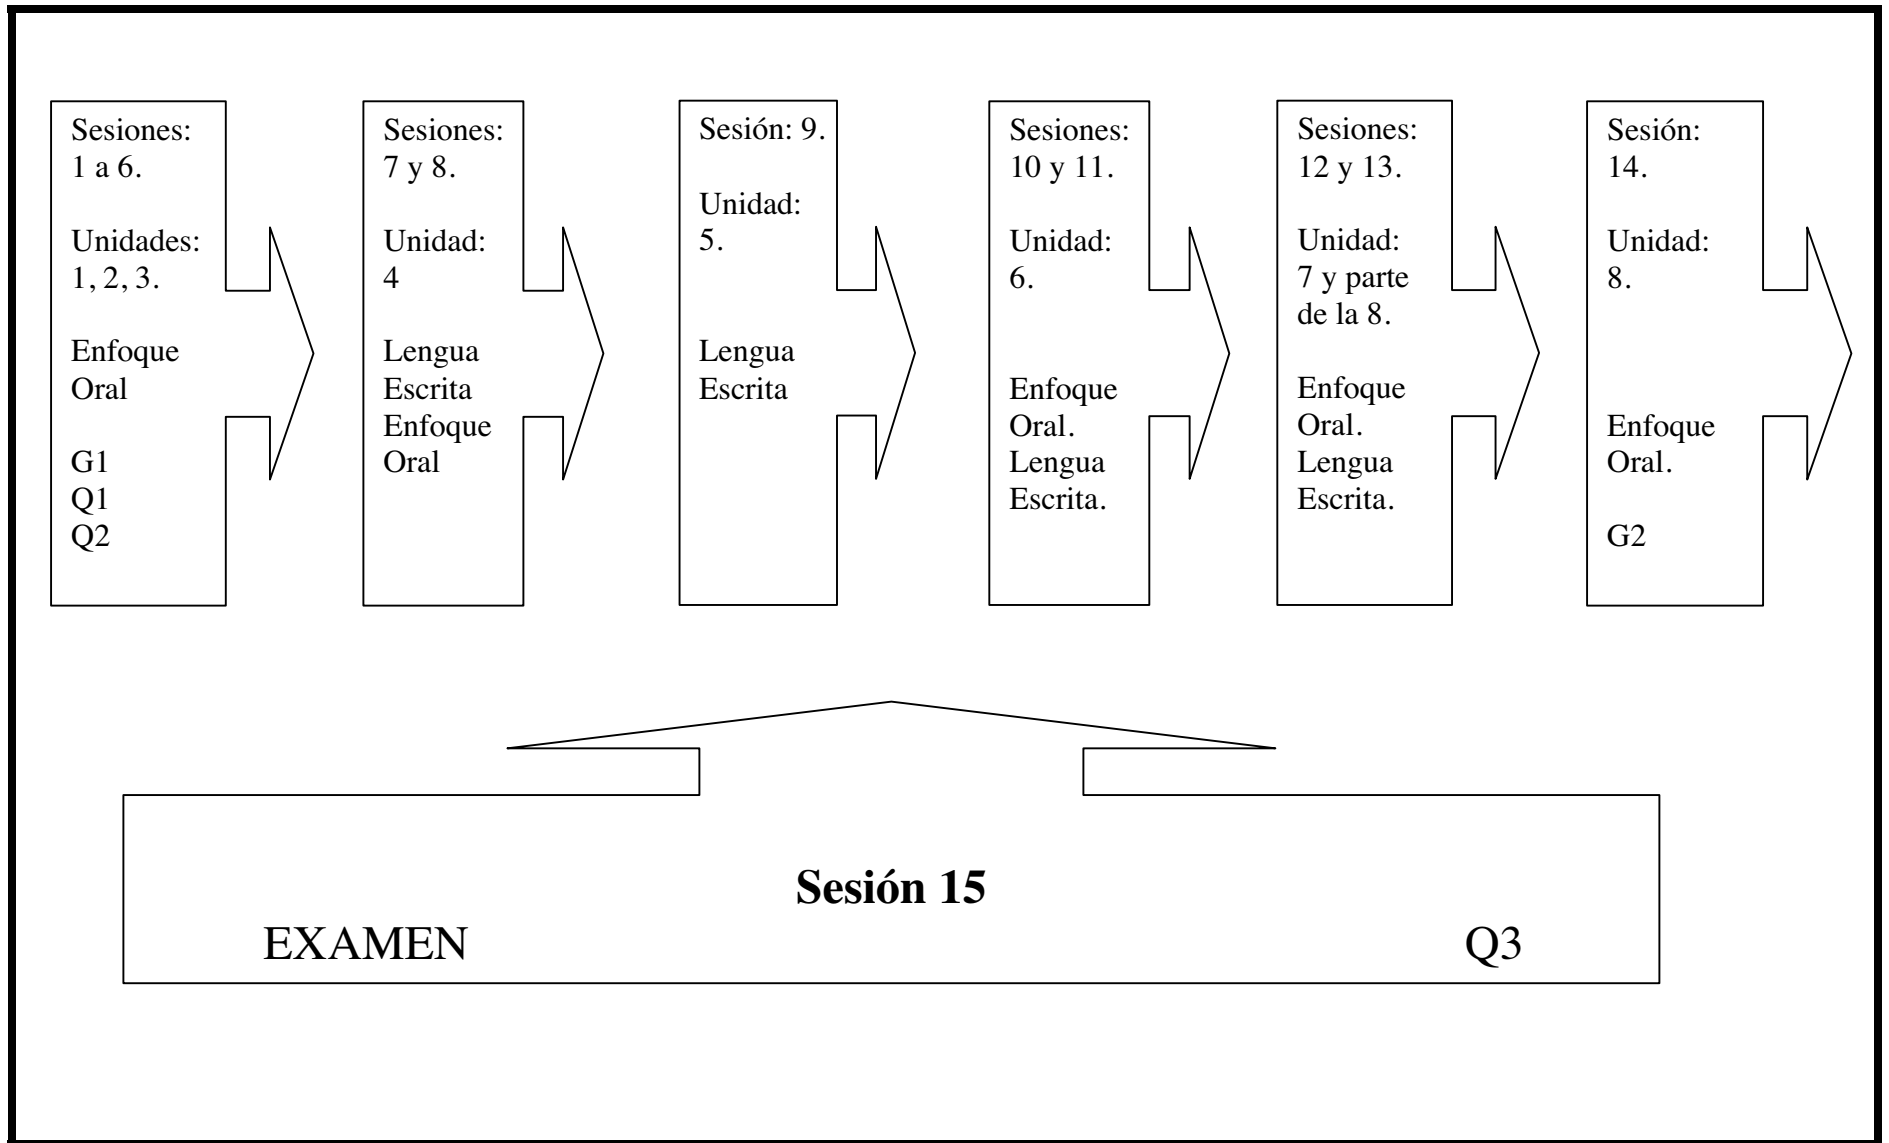 Sesiones:
1 a 6.
Unidades:
1, 2, 3.
Enfoque
Oral
G1
Q1
Q2
Sesiones:
7 y 8.
Unidad:
4
Lengua
Escrita
Enfoque
Oral
Sesión: 9.
Unidad:
5.
Lengua
Escrita
Sesiones:
10 y 11.
Unidad:
6.
Enfoque
Oral.
Lengua
Escrita.
Sesiones:
12 y 13.
Unidad:
7 y parte
de la 8.
Enfoque
Oral.
Lengua
Escrita.
Sesión:
14.
Unidad:
8.
Enfoque
Oral.
G2
Sesión 15
EXAMEN Q3